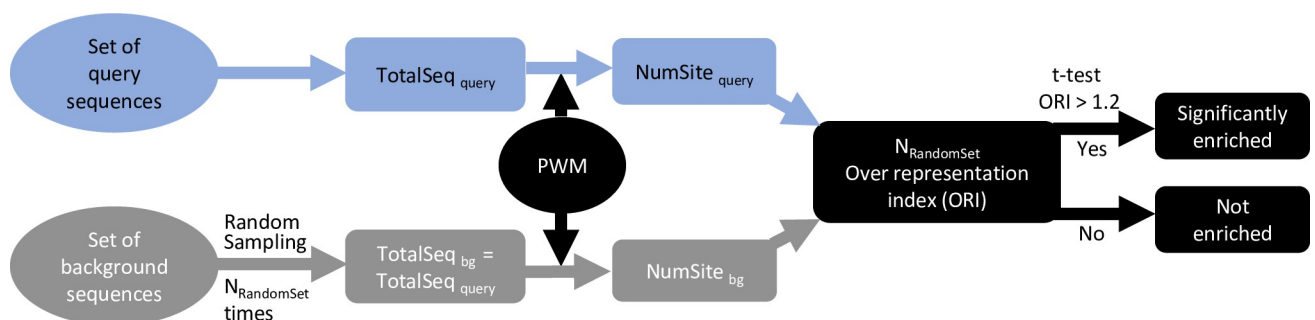 Set of
query
sequences
TotalSeq query
NumSite query
t-test
ORI > 1.2
Yes
Significantly
enriched
PWM
N RandomSet
Over representation
index (ORI)
No
Not
enriched
Set of
background
sequences
Random
Sampling
N RandomSet
times
TotalSeq bg =
TotalSeq query
NumSite bg